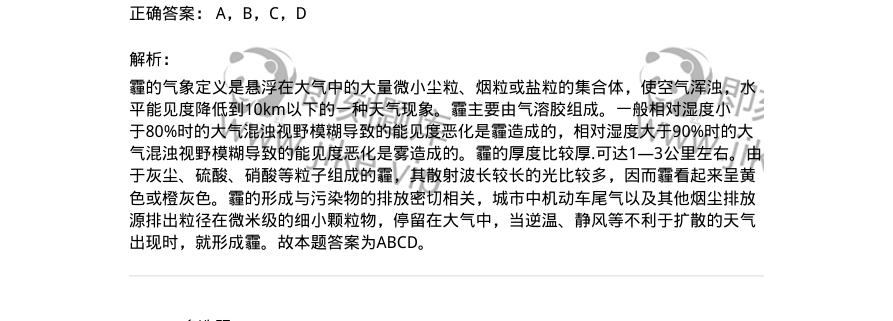 正确答案： A，B，C，D
解析：
霾的气象定义是悬浮在大气中的大量微小尘粒、烟粒或盐粒的集合体，使空气浑浊，水
平能见度降低到10km以下的一种天气现象。霾主要由气溶胶组成。一般相对湿度小
于80%时的大气混浊视野模糊导致的能见度恶化是霾造成的，相对湿度大于90%时的大
气混浊视野模糊导致的能见度恶化是雾造成的。霾的厚度比较厚.可达1—3公里左右。由
于灰尘、硫酸、硝酸等粒子组成的霾，其散射波长较长的光比较多，因而霾看起来呈黄
色或橙灰色。霾的形成与污染物的排放密切相关，城市中机动车尾气以及其他烟尘排放
源排出粒径在微米级的细小颗粒物，停留在大气中，当逆温、静风等不利于扩散的天气
出现时，就形成霾。故本题答案为ABCD。